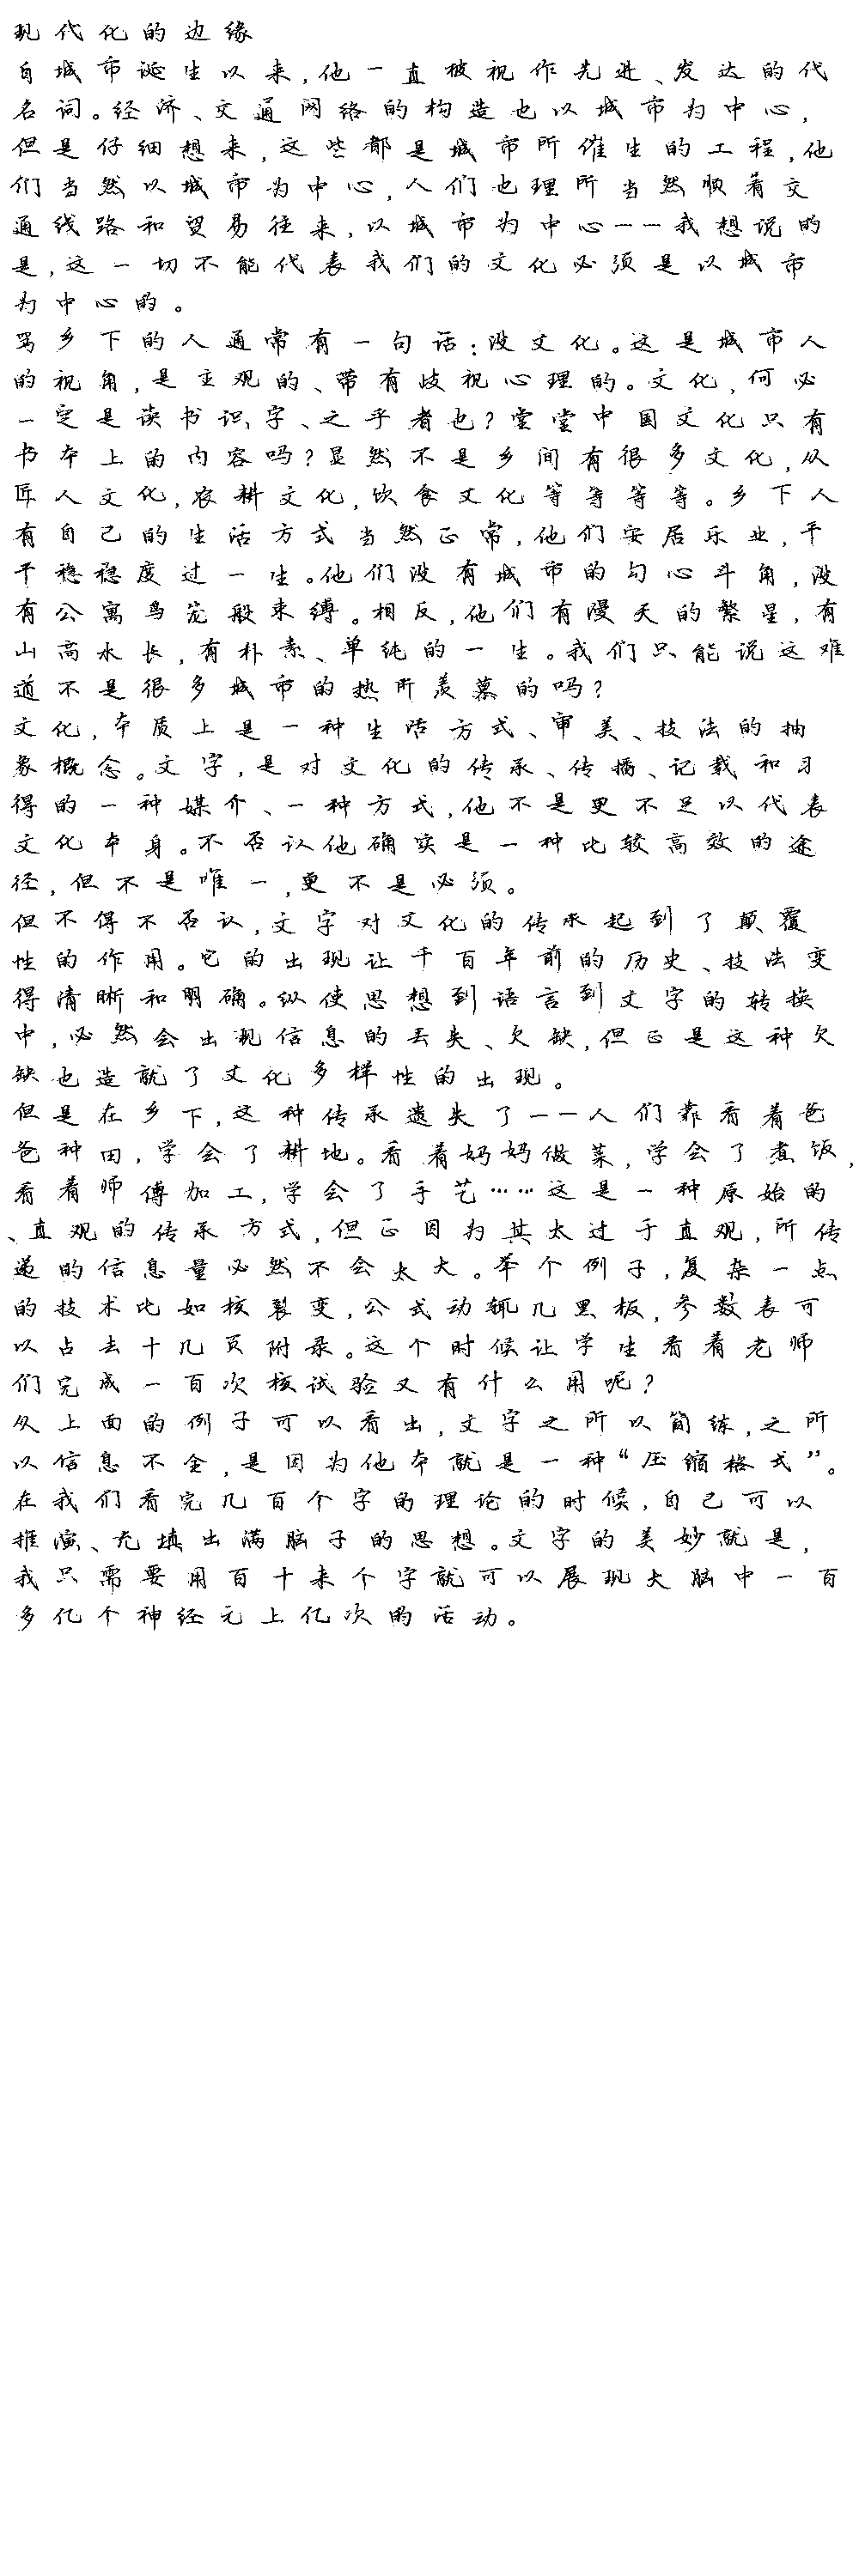 现代化的边缘
自城市诞生以来，他一直被视作先进、发达的代
名词。经济、交通网络的构造也以城市为中心，
但是仔细想来，这些都是城市所催生的工程，他
们当然以城市为中心，人们也理所当然顺着交
通线路和贸易往来，以城市为中心——我想说的
是，这一切不能代表我们的文化必须是以城市
为中心的。
骂乡下的人通常有一句话：没文化。这是城市人
的视角，是主观的、带有歧视心理的。文化，何必
一定是读书识字、之乎者也？堂堂中国文化只有
书本上的内容吗？显然不是乡间有很多文化，从
匠人文化，农耕文化，饮食文化等等等等。乡下人
有自己的生活方式当然正常，他们安居乐业，平
平稳稳度过一生。他们没有城市的勾心斗角，没
有公寓鸟笼般束缚。相反，他们有漫天的繁星，有
山高水长，有朴素、单纯的一生。我们只能说这难
道不是很多城市的热所羡慕的吗？
文化，本质上是一种生活方式、审美、技法的抽
象概念。文字，是对文化的传承、传播、记载和习
得的一种媒介、一种方式，他不是更不足以代表
文化本身。不否认他确实是一种比较高效的途
径，但不是唯一，更不是必须。
但不得不否认，文字对文化的传承起到了颠覆
性的作用。它的出现让千百年前的历史、技法变
得清晰和明确。纵使思想到语言到文字的转换
中，必然会出现信息的丢失、欠缺，但正是这种欠
缺也造就了文化多样性的出现。
但是在乡下，这种传承遗失了——人们靠看着爸
爸种田，学会了耕地。看着妈妈做菜，学会了煮饭，
看着师傅加工，学会了手艺……这是一种原始的
、直观的传承方式，但正因为其太过于直观，所传
递的信息量必然不会太大。举个例子，复杂一点
的技术比如核裂变，公式动辄几黑板，参数表可
以占去十几页附录。这个时候让学生看着老师
们完成一百次核试验又有什么用呢？
从上面的例子可以看出，文字之所以简练，之所
以信息不全，是因为他本就是一种“压缩格式”。
在我们看完几百个字的理论的时候，自己可以
推演、充填出满脑子的思想。文字的美妙就是，
我只需要用百十来个字就可以展现大脑中一百
多亿个神经元上亿次的活动。